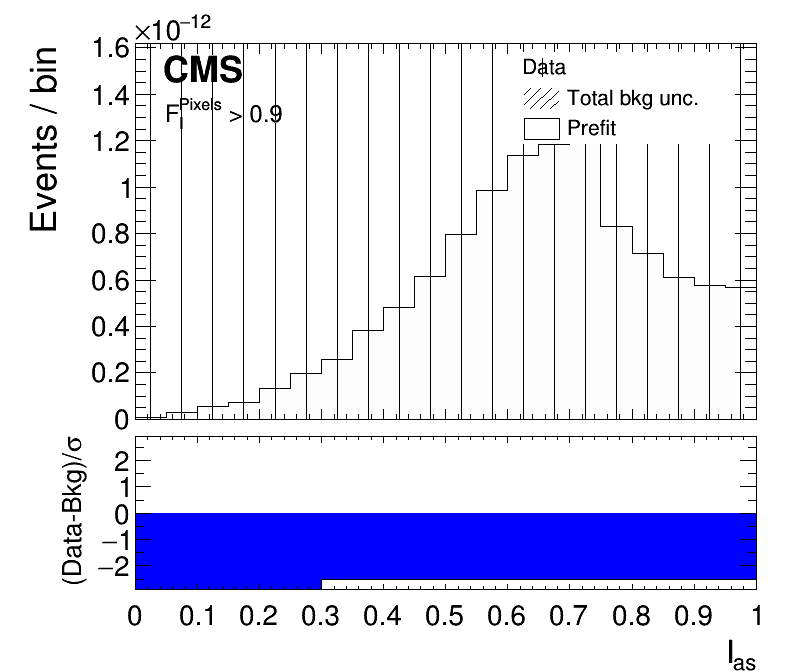 ×10⁻¹²
Events / bin
1.6
1.4
1.2
1
0.8
0.6
0.4
0.2
0
CMS
F_i^Pixels > 0.9
Data
Total bkg unc.
Prefit
(Data-Bkg)/σ
2
1
0
−1
−2
0 0.1 0.2 0.3 0.4 0.5 0.6 0.7 0.8 0.9 1
I_as